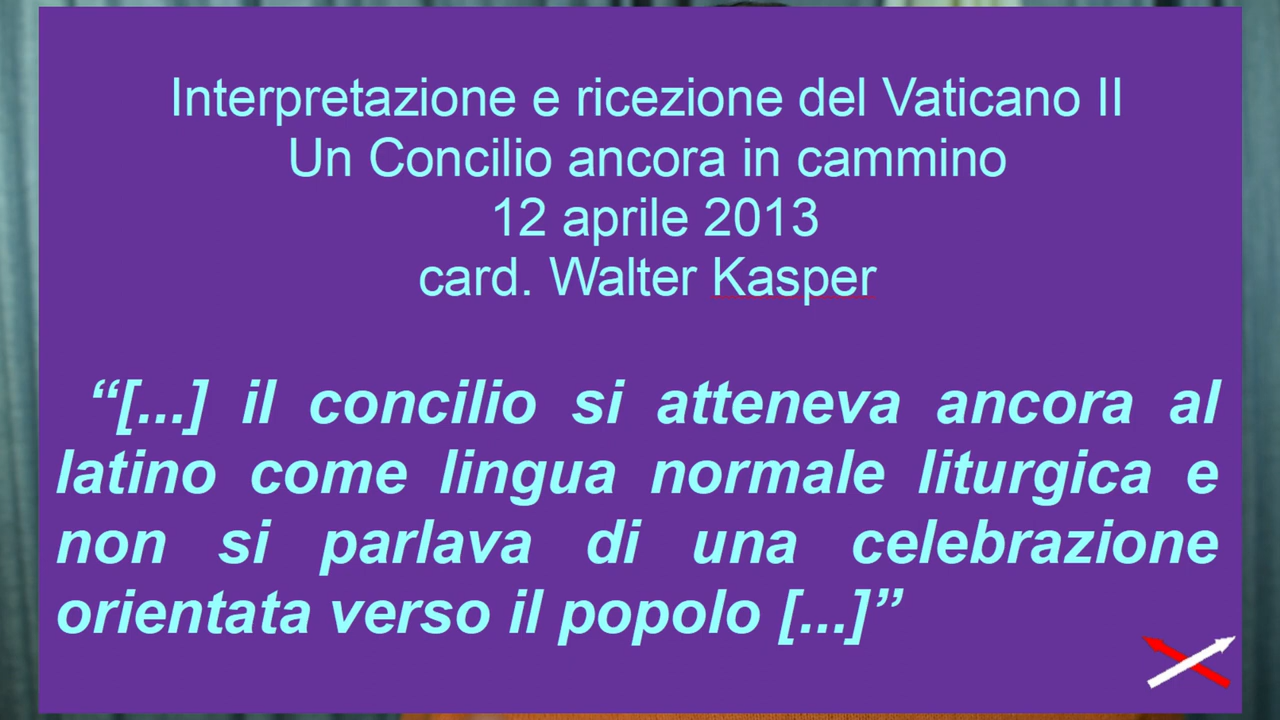 Interpretazione e ricezione del Vaticano II
Un Concilio ancora in cammino
12 aprile 2013
card. Walter Kasper
“[...] il concilio si atteneva ancora al
latino come lingua normale liturgica e
non si parlava di una celebrazione
orientata verso il popolo [...]”